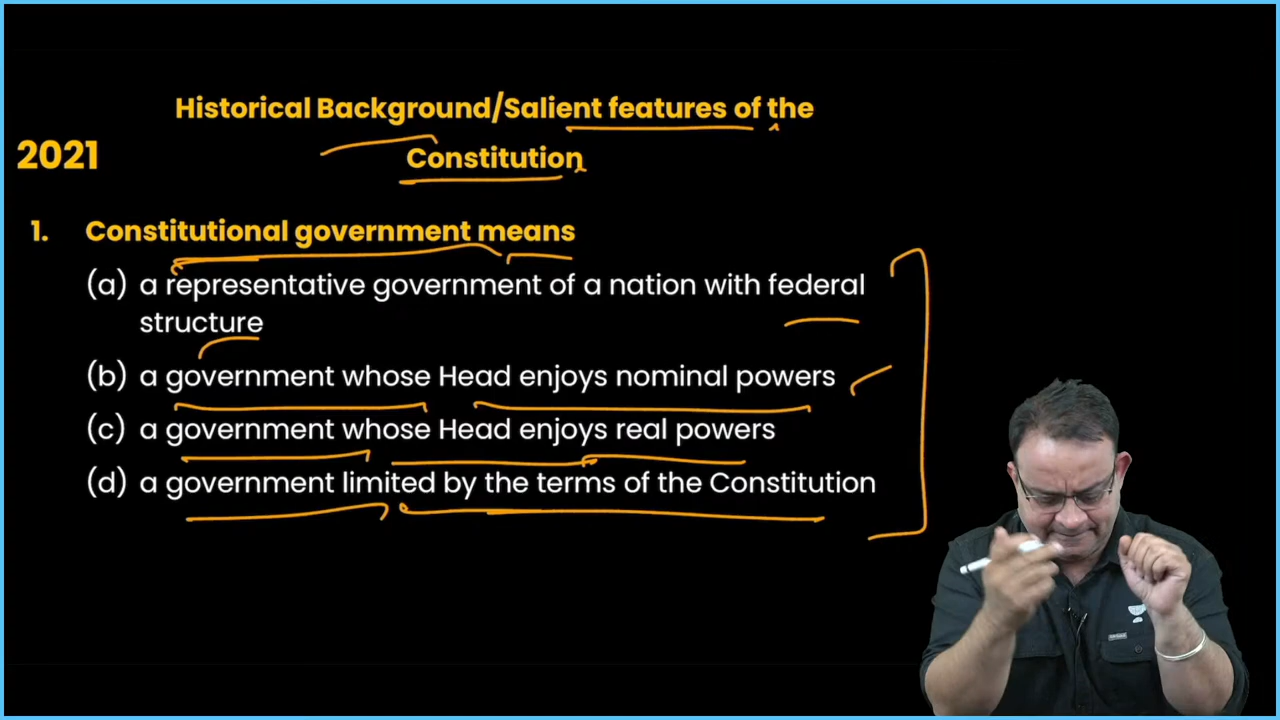 Historical Background/Salient features of the
2021
Constitution
1. Constitutional government means
(a) a representative government of a nation with federal
structure
(b) a government whose Head enjoys nominal powers
(c) a government whose Head enjoys real powers
(d) a government limited by the terms of the Constitution